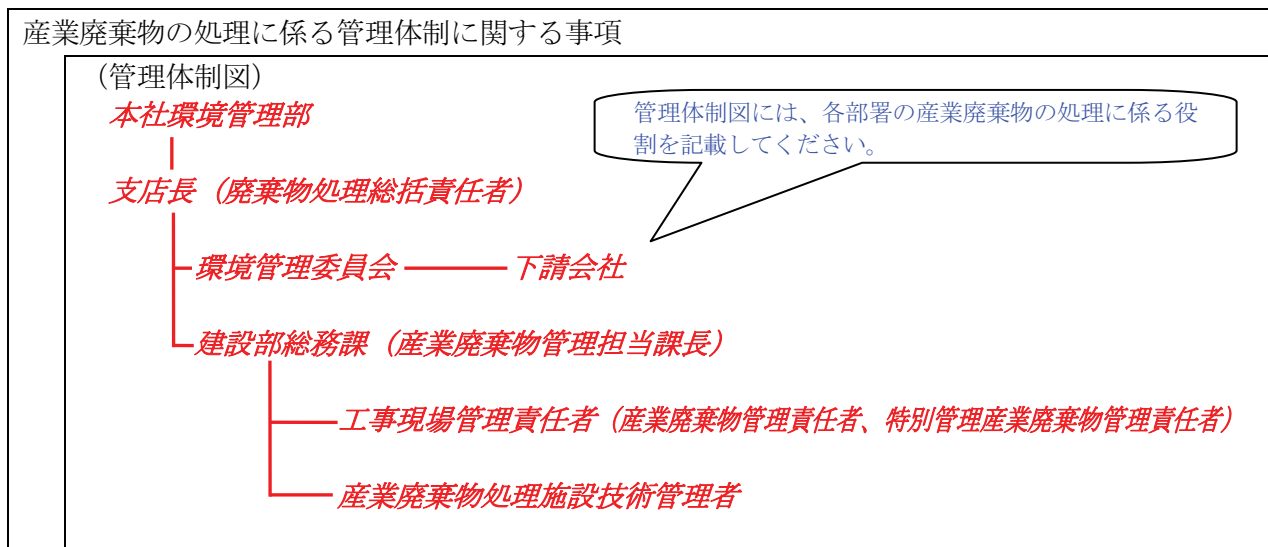 産業廃棄物の処理に係る管理体制に関する事項
（管理体制図）
本社環境管理部
管理体制図には、各部署の産業廃棄物の処理に係る役
割を記載してください。
支店長（廃棄物処理総括責任者）
環境管理委員会
下請会社
建設部総務課（産業廃棄物管理担当課長）
工事現場管理責任者（産業廃棄物管理責任者、特別管理産業廃棄物管理責任者）
産業廃棄物処理施設技術管理者